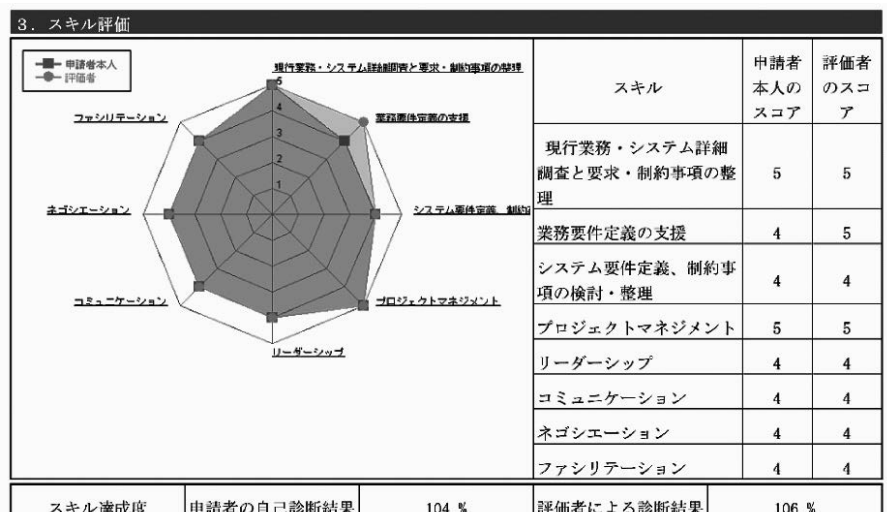 3．スキル評価
申請者本人
評価者
現行業務・システム詳細調査と要求・制約事項の整理
業務要件定義の支援
システム要件定義、制約
プロジェクトマネジメント
リーダーシップ
コミュニケーション
ネゴシエーション
ファシリテーション
5
4
3
2
1
スキル
申請者
本人の
スコア
評価者
のスコ
ア
現行業務・システム詳細
調査と要求・制約事項の整
理
5 5
業務要件定義の支援 4 5
システム要件定義、制約事
項の検討・整理
4 4
プロジェクトマネジメント 5 5
リーダーシップ 4 4
コミュニケーション 4 4
ネゴシエーション 4 4
ファシリテーション 4 4
スキル達成度 申請者の自己診断結果 104 % 評価者による診断結果 106 %